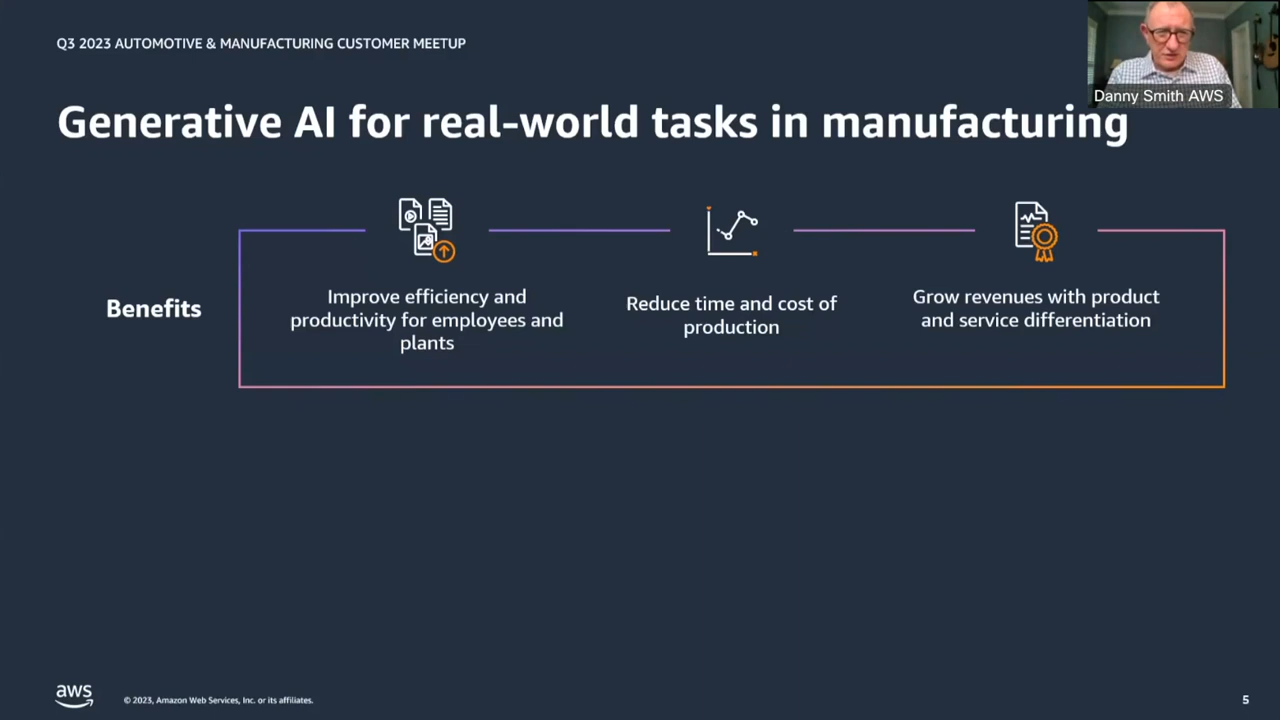 Q3 2023 AUTOMOTIVE & MANUFACTURING CUSTOMER MEETUP
Danny Smith AWS
Generative AI for real-world tasks in manufacturing
Benefits
Improve efficiency and
productivity for employees and
plants
Reduce time and cost of
production
Grow revenues with product
and service differentiation
aws
© 2023, Amazon Web Services, Inc. or its affiliates.
5